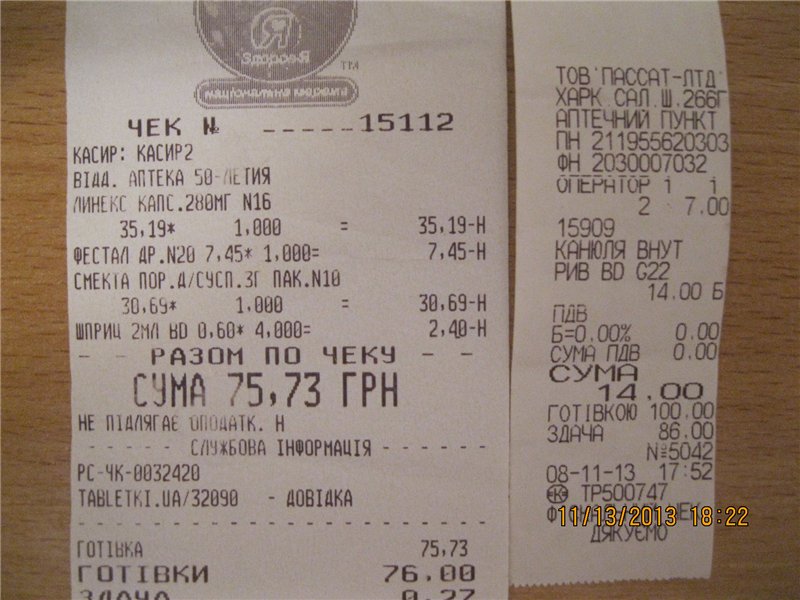 Здоров'Я
TM
ЧЕК № _ _ _ _ _ 15112
КАСИР: КАСИР2
ВІДД. АПТЕКА 50-ЛЕТИЯ
ЛИНЕКС КАПС.280МГ N16
35,19* 1,000 = 35,19-Н
ФЕСТАЛ ДР.N20 7,45* 1,000= 7,45-Н
СМЕКТА ПОР.Д/СУСП.3Г ПАК.N10
30,69* 1,000 = 30,69-Н
ШПРИЦ 2МЛ BD 0,60* 4,000= 2,40-Н
- - РАЗОМ ПО ЧЕКУ - -
СУМА 75,73 ГРН
НЕ ПІДЛЯГАЄ ОПОДАТК. Н
- - - - - СЛУЖБОВА ІНФОРМАЦІЯ - - - - - -
РС-ЧК-0032420
TABLETKI.UA/32090 - ДОВІДКА
ГОТІВКА 75,73
ГОТІВКИ 76.00
ЗДАЧА 0.27
ТОВ ПАССАТ-ЛТД
ХАРК.САЛ.Ш.266Г
АПТЕЧНИЙ ПУНКТ
ПН 211955620303
ФН 2030007032
ОПЕРАТОР 1 1
2 7.00
15909
КАНЮЛЯ ВНУТ
РИВ BD G22
14.00 Б
ПДВ
Б=0.00% 0.00
СУМА ПДВ 0.00
СУМА
14.00
ГОТІВКОЮ 100.00
ЗДАЧА 86.00
№5042
08-11-13 17:52
ТР500747
11/13/2013 18:22
ДЯКУЄМО